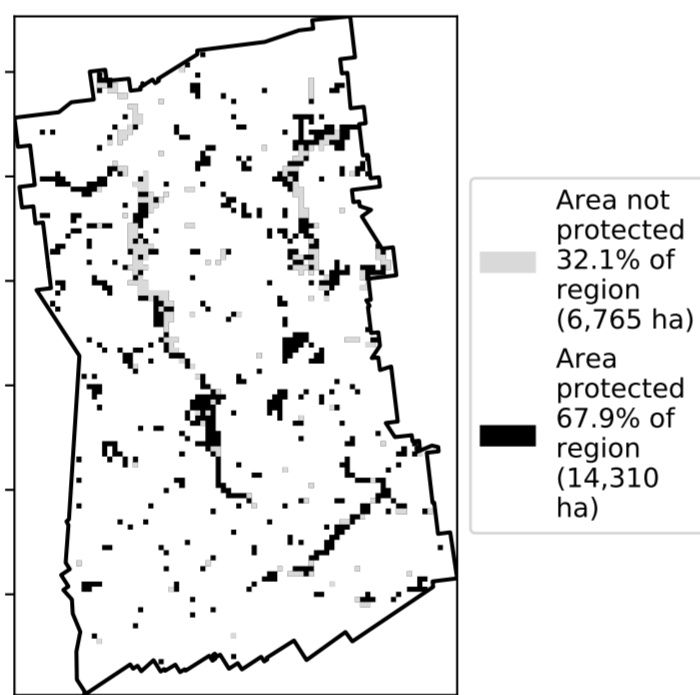 Area not
protected
32.1% of
region
(6,765 ha)
Area
protected
67.9% of
region
(14,310
ha)